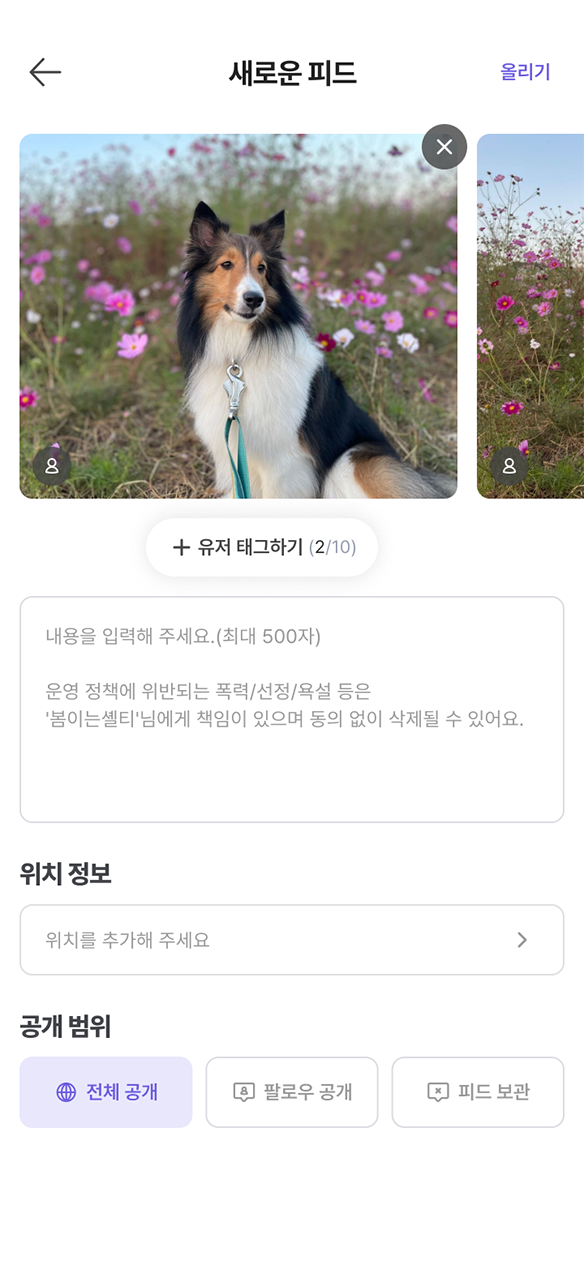 새로운 피드
올리기
유저 태그하기 (2/10)
내용을 입력해 주세요.(최대 500자)
운영 정책에 위반되는 폭력/선정/욕설 등은
'봄이는셸티'님에게 책임이 있으며 동의 없이 삭제될 수 있어요.
위치 정보
위치를 추가해 주세요
공개 범위
전체 공개
팔로우 공개
피드 보관